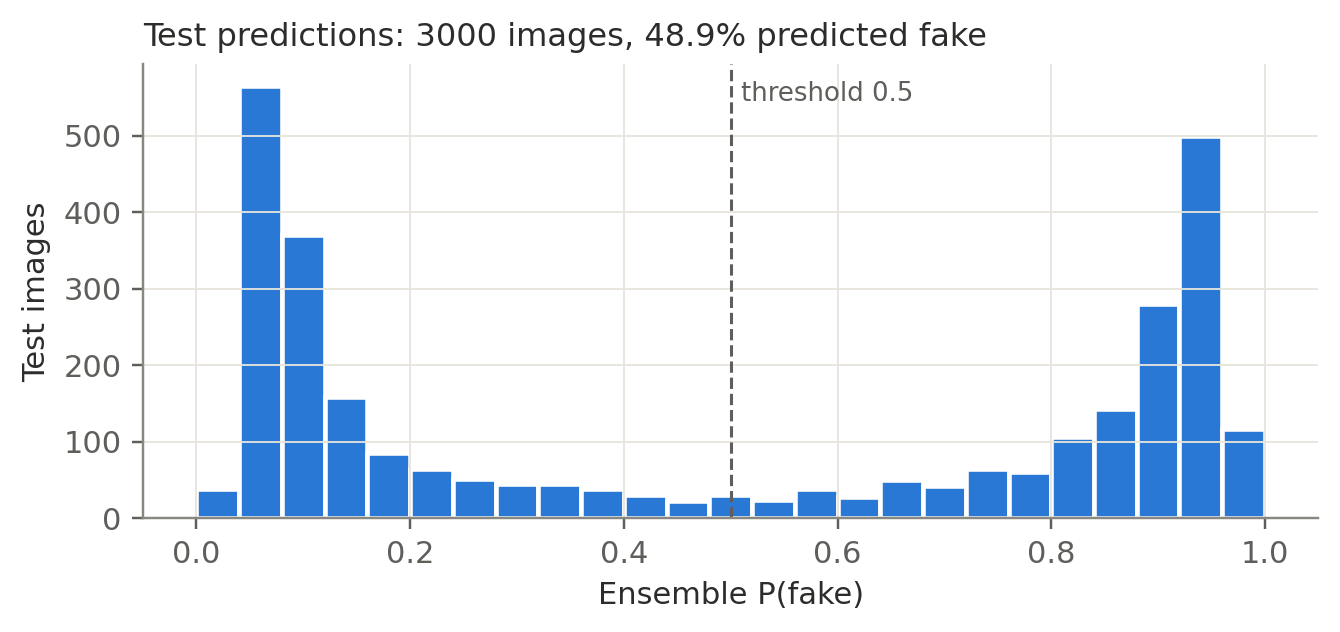 Test predictions: 3000 images, 48.9% predicted fake
threshold 0.5
Test images
500
400
300
200
100
0
0.0 0.2 0.4 0.6 0.8 1.0
Ensemble P(fake)